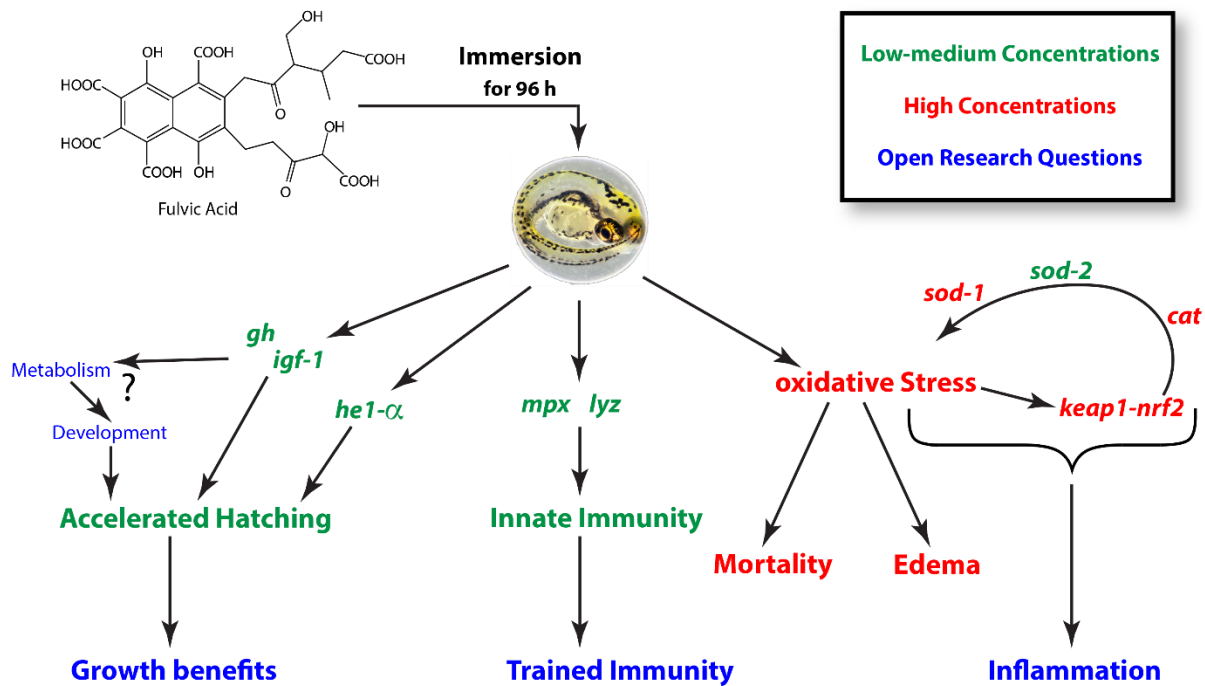 OH
OH
COOH
COOH
HOOC
O
HOOC
OH
HOOC
COOH
OH
O
COOH
Fulvic Acid
Immersion
for 96 h
Low-medium Concentrations
High Concentrations
Open Research Questions
gh
igf-1
Metabolism
?
Development
he1-α
mpx lyz
sod-2
sod-1
cat
oxidative Stress
keap1-nrf2
Accelerated Hatching
Innate Immunity
Mortality
Edema
Growth benefits
Trained Immunity
Inflammation